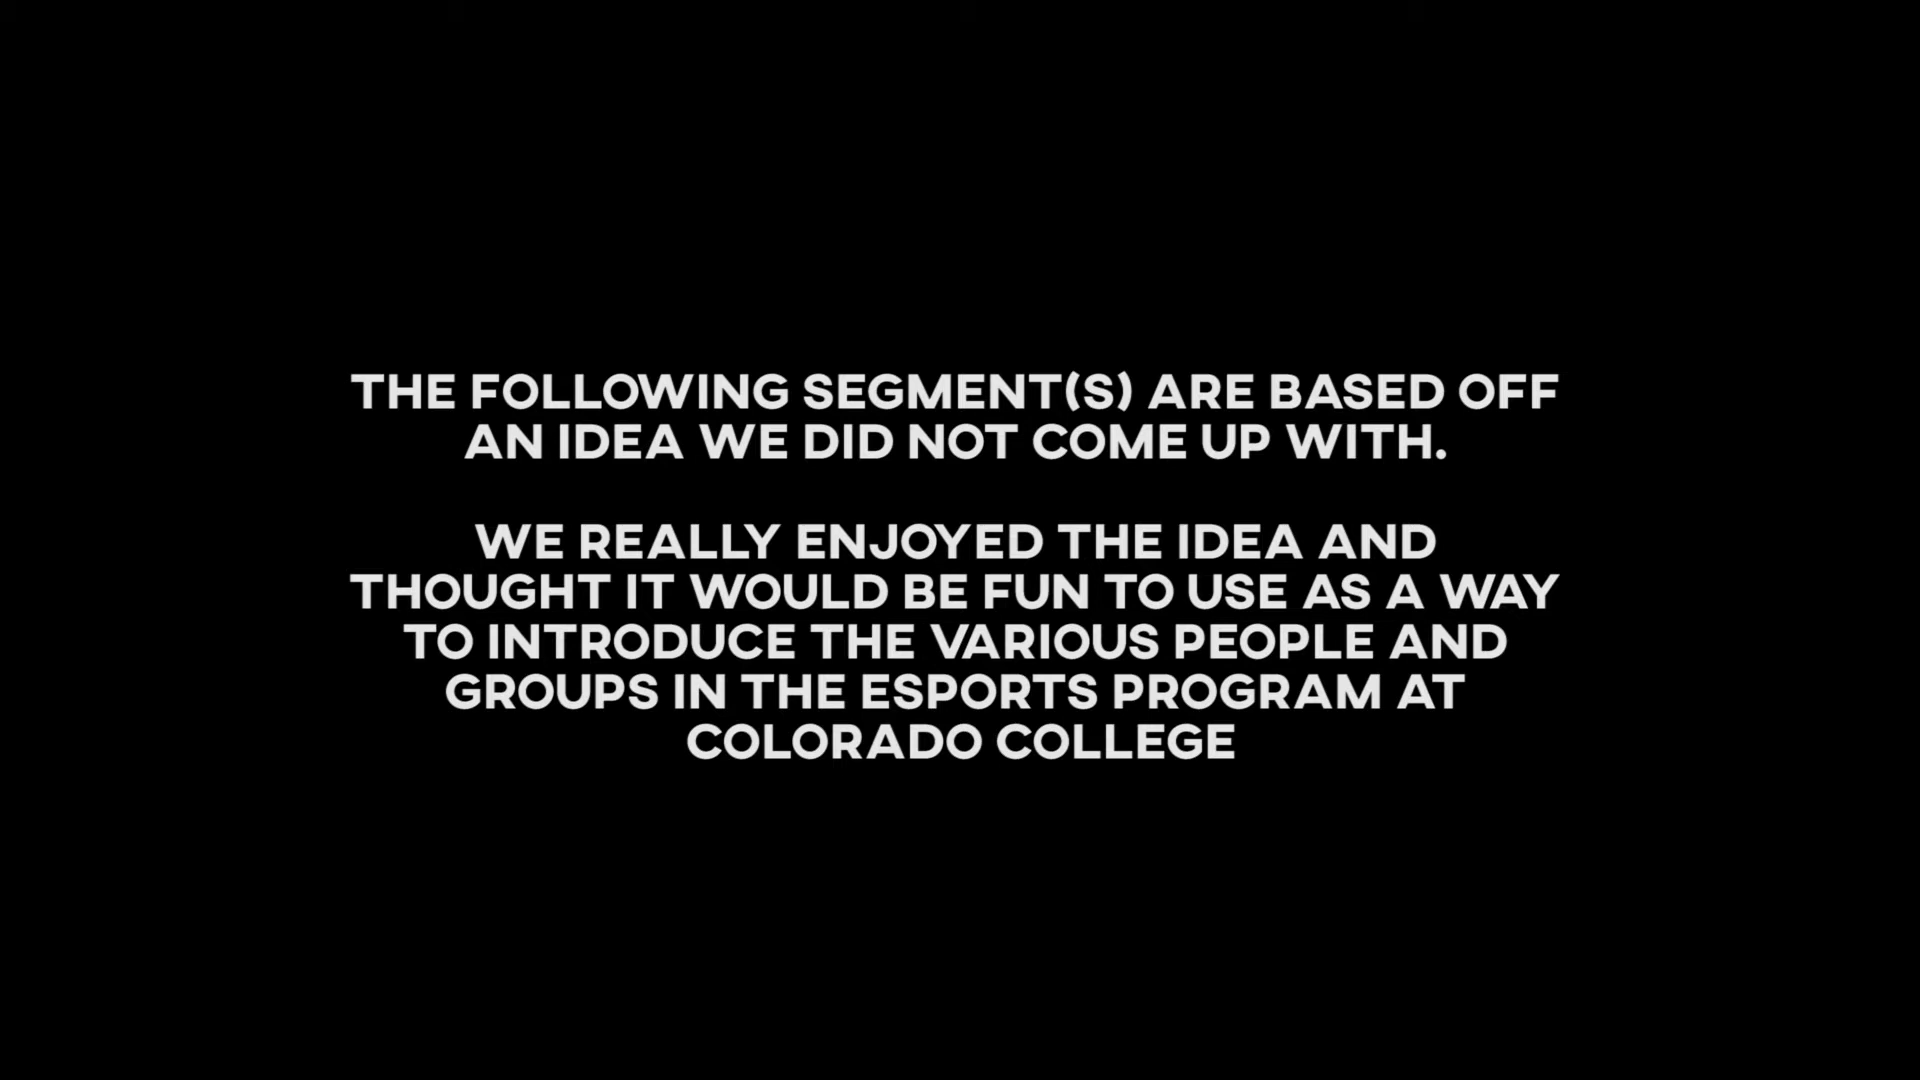 THE FOLLOWING SEGMENT(S) ARE BASED OFF
AN IDEA WE DID NOT COME UP WITH.
WE REALLY ENJOYED THE IDEA AND
THOUGHT IT WOULD BE FUN TO USE AS A WAY
TO INTRODUCE THE VARIOUS PEOPLE AND
GROUPS IN THE ESPORTS PROGRAM AT
COLORADO COLLEGE